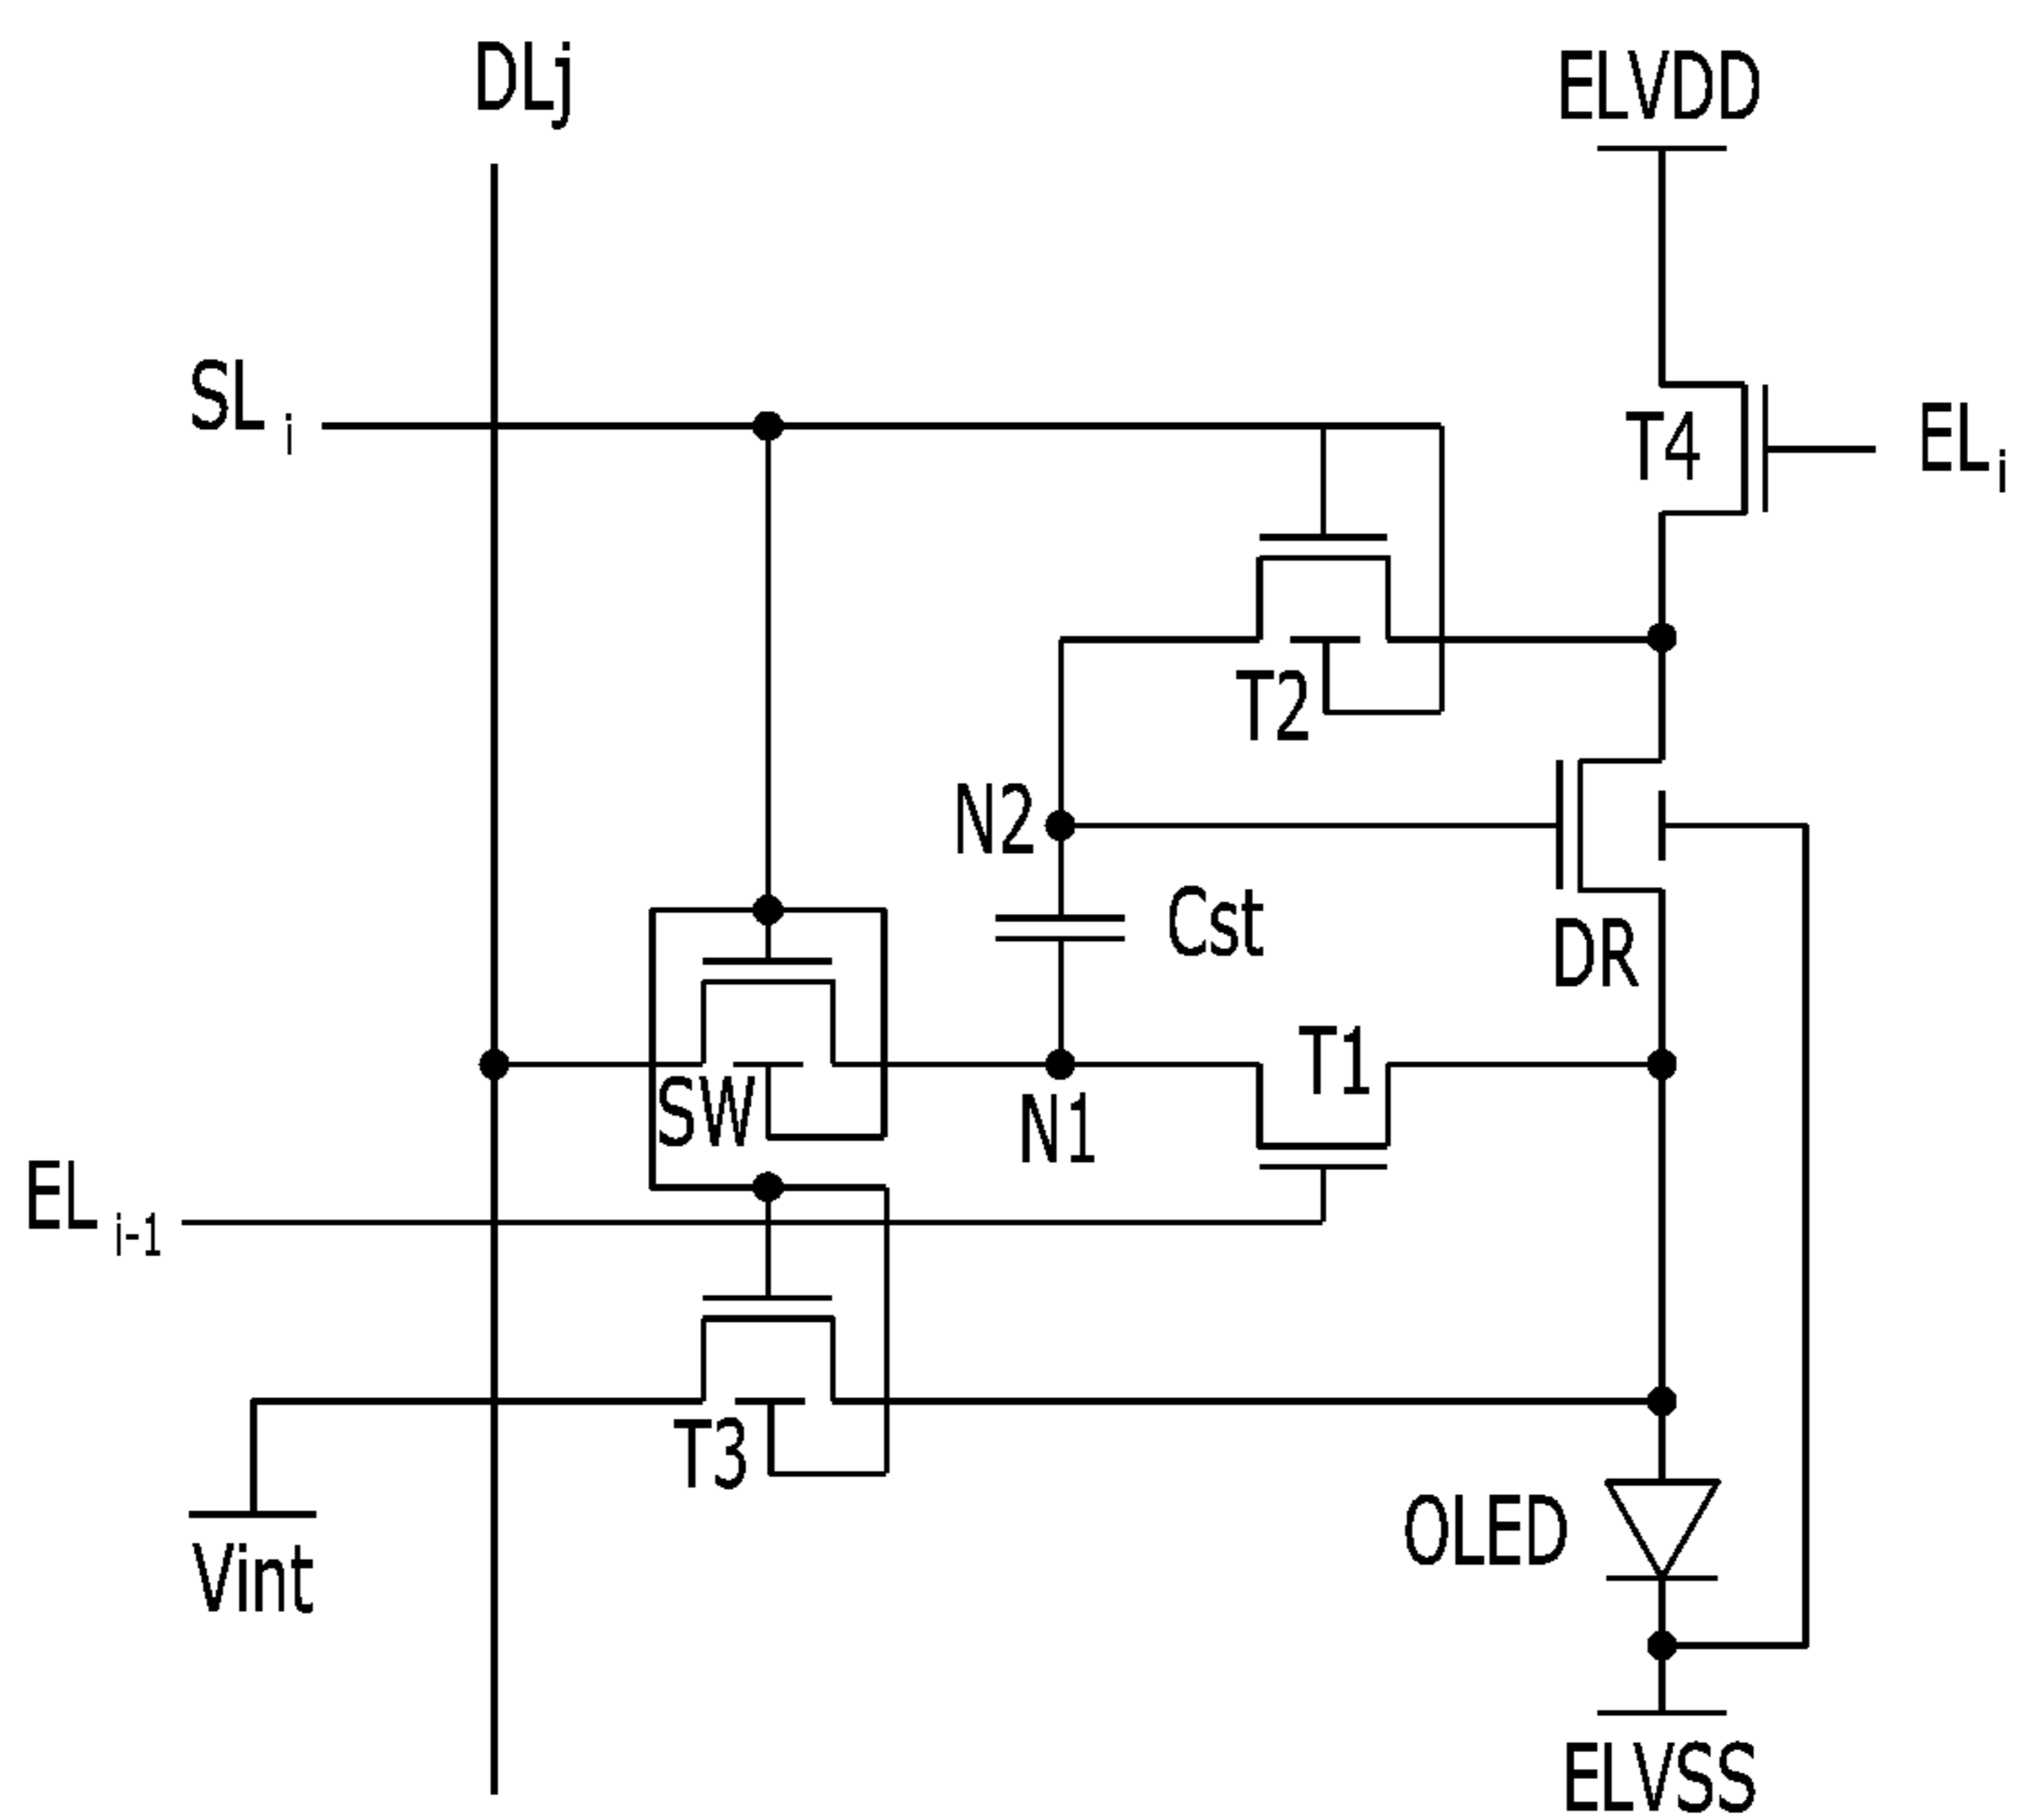 DLj
ELVDD
SL i
T4
EL i
T2
N2
Cst
DR
T1
SW
N1
EL i-1
T3
OLED
Vint
ELVSS